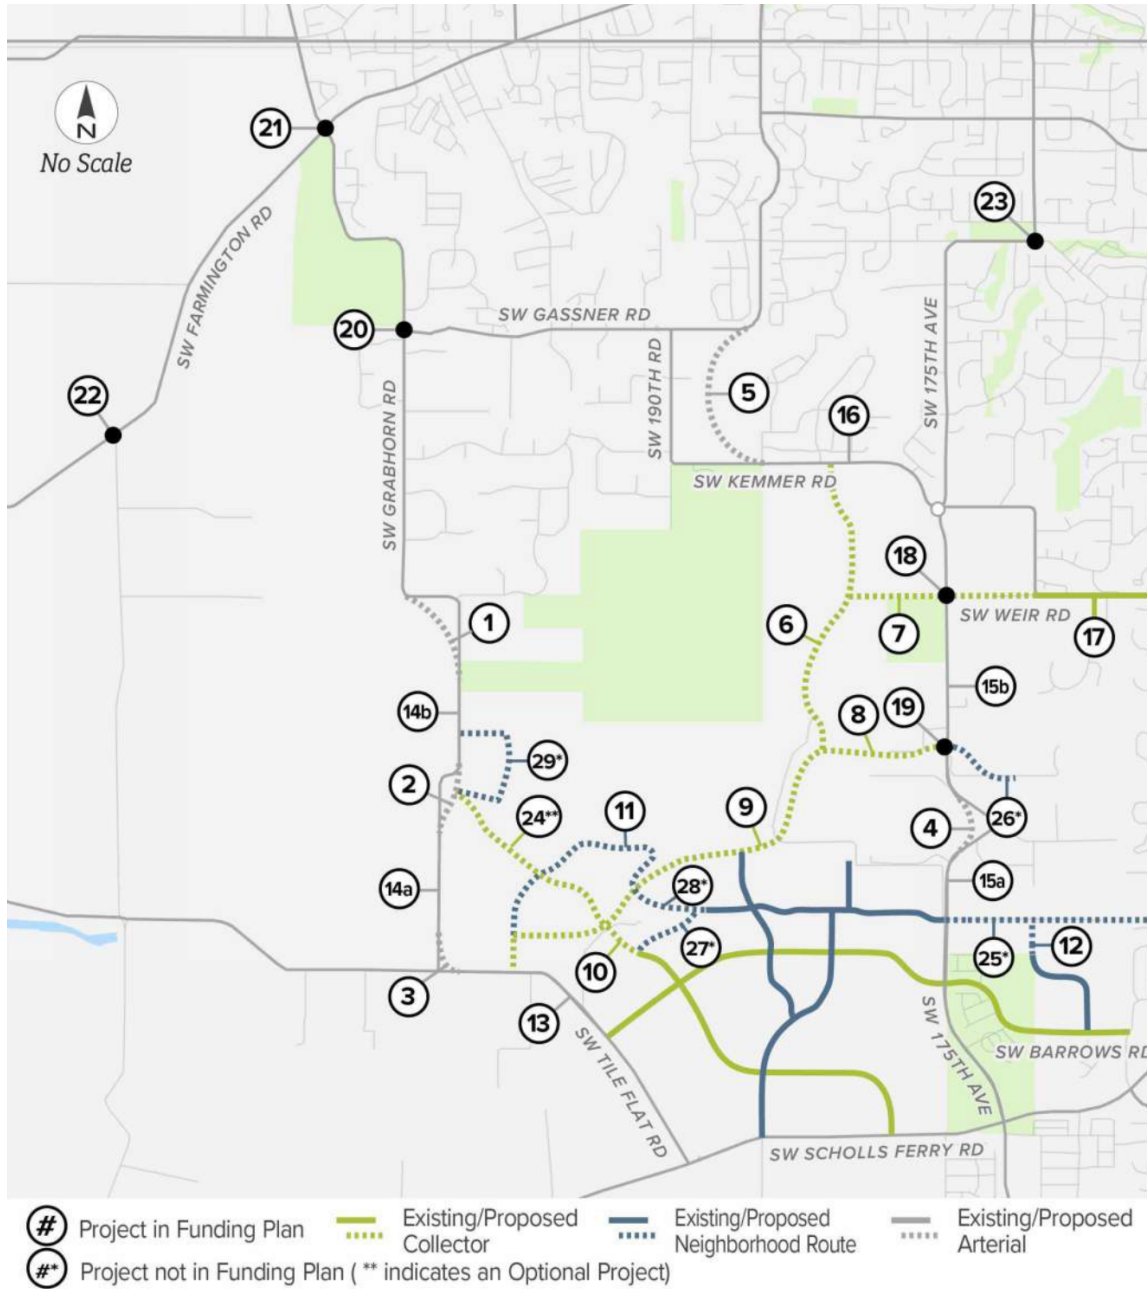 21
N
No Scale
23
SW FARMINGTON RD
SW GASSNER RD
20
SW 175TH AVE
SW 190TH RD
22
5
16
SW GRABHORN RD
SW KEMMER RD
18
1
6
7
SW WEIR RD
17
14b
19
15b
8
29*
2
9
24**
11
4
26*
14a
28*
15a
27*
25*
12
10
3
13
SW TILE FLAT RD
SW 175TH AVE
SW BARROWS RD
SW SCHOLLS FERRY RD
# Project in Funding Plan
Existing/Proposed
Collector
Existing/Proposed
Neighborhood Route
Existing/Proposed
Arterial
#* Project not in Funding Plan ( ** indicates an Optional Project)